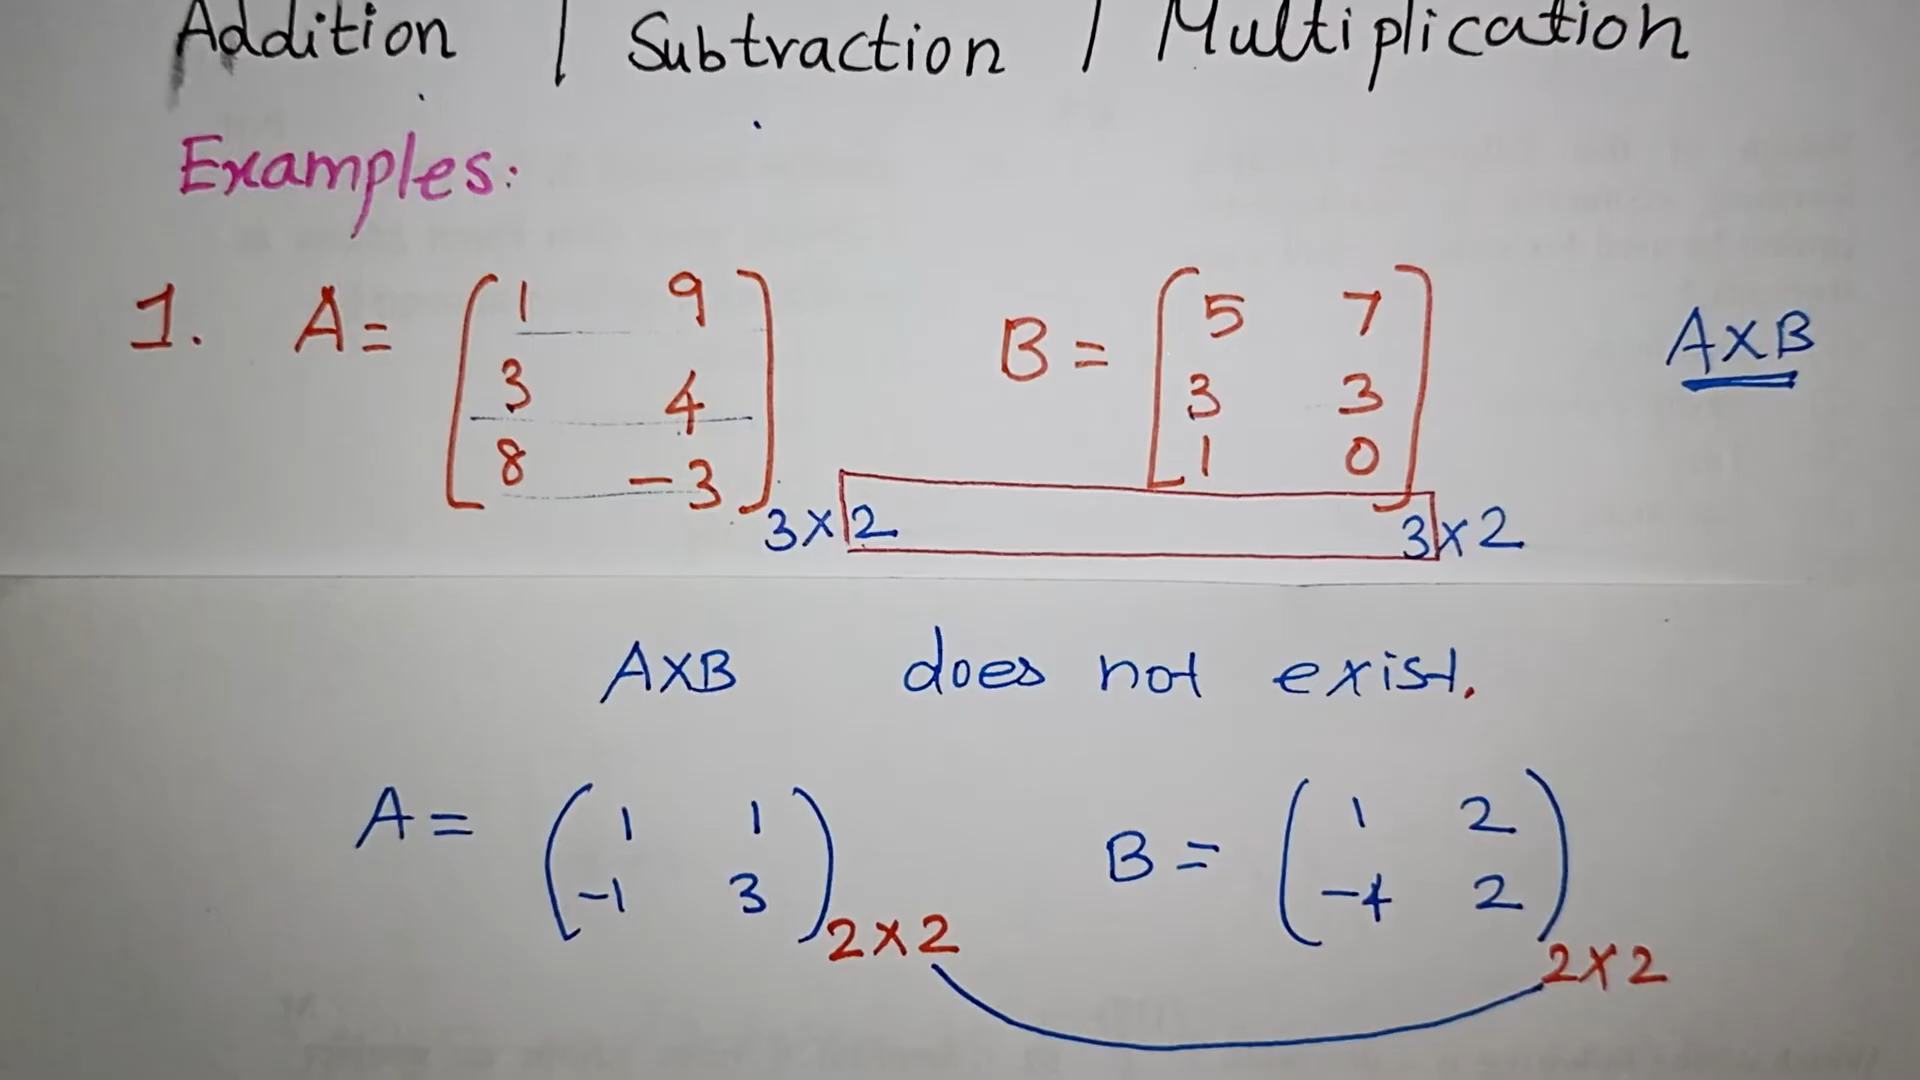 Addition / Subtraction / Multiplication
Examples:
1. A = [1 9
3 4
8 -3] 3×2
B = [5 7
3 3
1 0] 3×2
A×B
A×B does not exist.
A = (1 1
-1 3) 2×2
B = (1 2
-4 2) 2×2